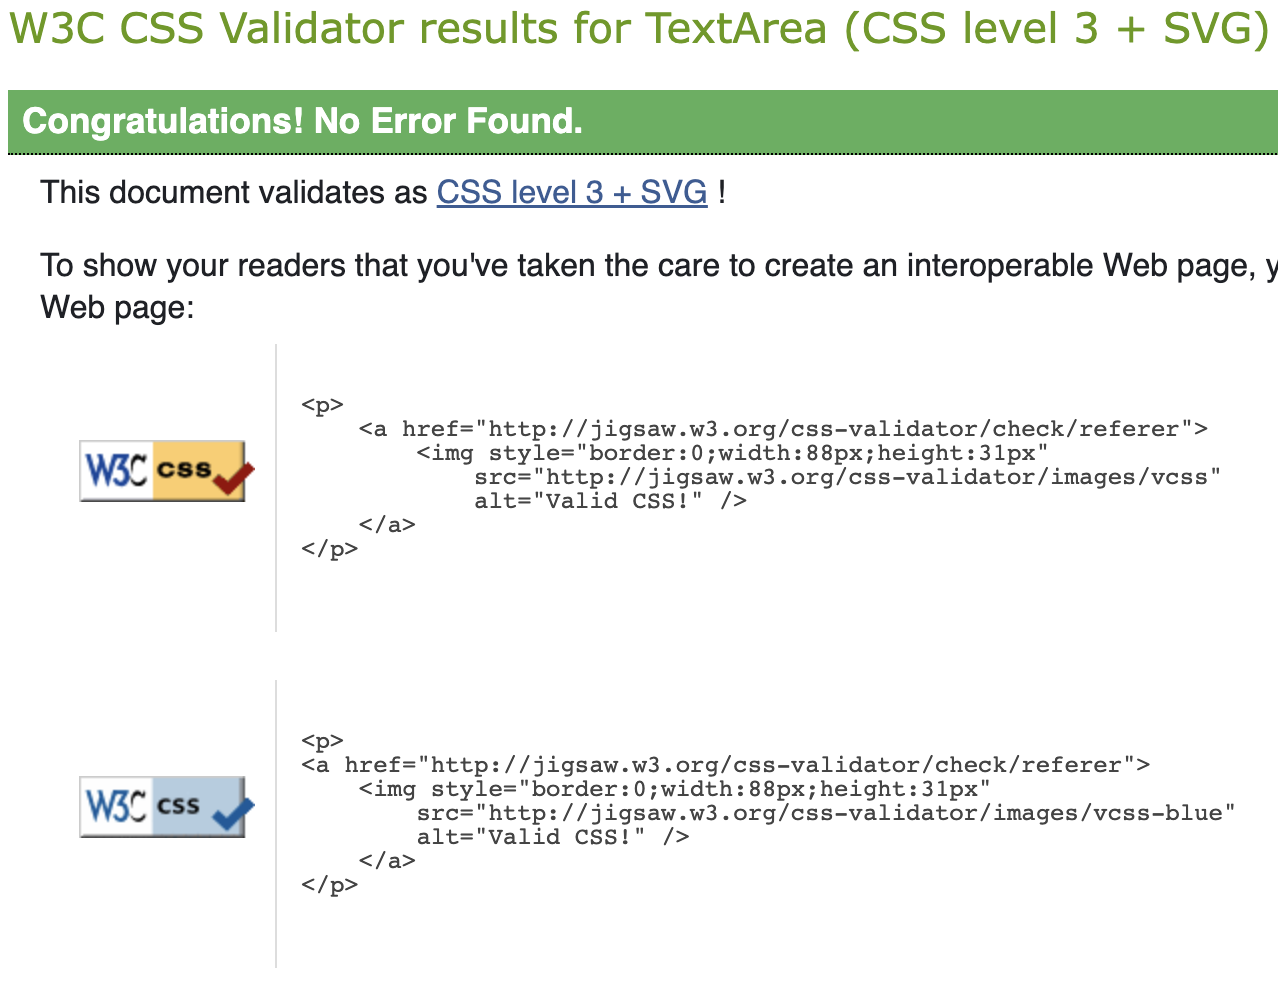 W3C CSS Validator results for TextArea (CSS level 3 + SVG)
Congratulations! No Error Found.
This document validates as CSS level 3 + SVG !
To show your readers that you've taken the care to create an interoperable Web page,
Web page:
W3C css
<p>
    <a href="http://jigsaw.w3.org/css-validator/check/referer">
        <img style="border:0;width:88px;height:31px"
            src="http://jigsaw.w3.org/css-validator/images/vcss"
            alt="Valid CSS!" />
    </a>
</p>
W3C css
<p>
<a href="http://jigsaw.w3.org/css-validator/check/referer">
    <img style="border:0;width:88px;height:31px"
        src="http://jigsaw.w3.org/css-validator/images/vcss-blue"
        alt="Valid CSS!" />
    </a>
</p>